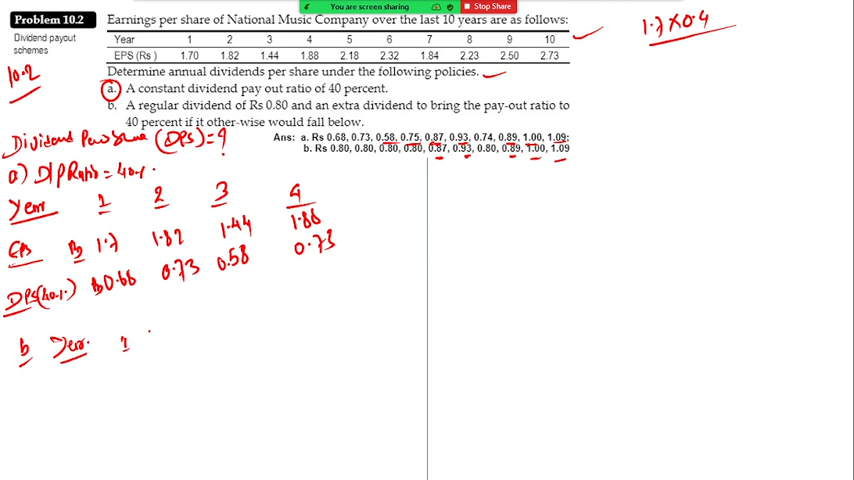 You are screen sharing Stop Share
Problem 10.2
Dividend payout
schemes
Earnings per share of National Music Company over the last 10 years are as follows:
Year 1 2 3 4 5 6 7 8 9 10
EPS (Rs ) 1.70 1.82 1.44 1.88 2.18 2.32 1.84 2.23 2.50 2.73
Determine annual dividends per share under the following policies.
a. A constant dividend pay out ratio of 40 percent.
b. A regular dividend of Rs 0.80 and an extra dividend to bring the pay-out ratio to
40 percent if it other-wise would fall below.
Ans: a. Rs 0.68, 0.73, 0.58, 0.75, 0.87, 0.93, 0.74, 0.89, 1.00, 1.09;
b. Rs 0.80, 0.80, 0.80, 0.80, 0.87, 0.93, 0.80, 0.89, 1.00, 1.09
1.7×0.4
10.2
Dividend Per Share (DPS) = ?
a) D/P Ratio = 40%
Year 1 2 3 4
EPS Rs 1.7 1.82 1.44 1.88
DPS (40%) Rs 0.68 0.73 0.58 0.73
b Year 1